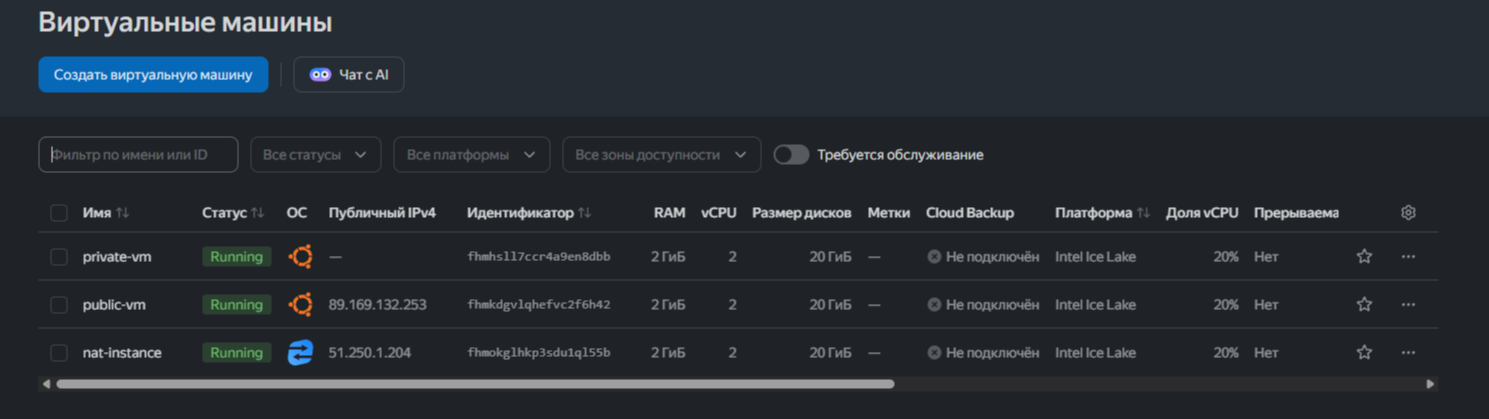 Виртуальные машины
Создать виртуальную машину Чат с AI
Фильтр по имени или ID Все статусы Все платформы Все зоны доступности Требуется обслуживание
Имя Статус ОС Публичный IPv4 Идентификатор RAM vCPU Размер дисков Метки Cloud Backup Платформа Доля vCPU Прерываема
private-vm Running — fhmhsll7ccr4a9en8dbb 2 ГиБ 2 20 ГиБ — Не подключён Intel Ice Lake 20% Нет
public-vm Running 89.169.132.253 fhmkdgvlqhefvc2f6h42 2 ГиБ 2 20 ГиБ — Не подключён Intel Ice Lake 20% Нет
nat-instance Running 51.250.1.204 fhmokglhkp3sdu1ql55b 2 ГиБ 2 20 ГиБ — Не подключён Intel Ice Lake 20% Нет